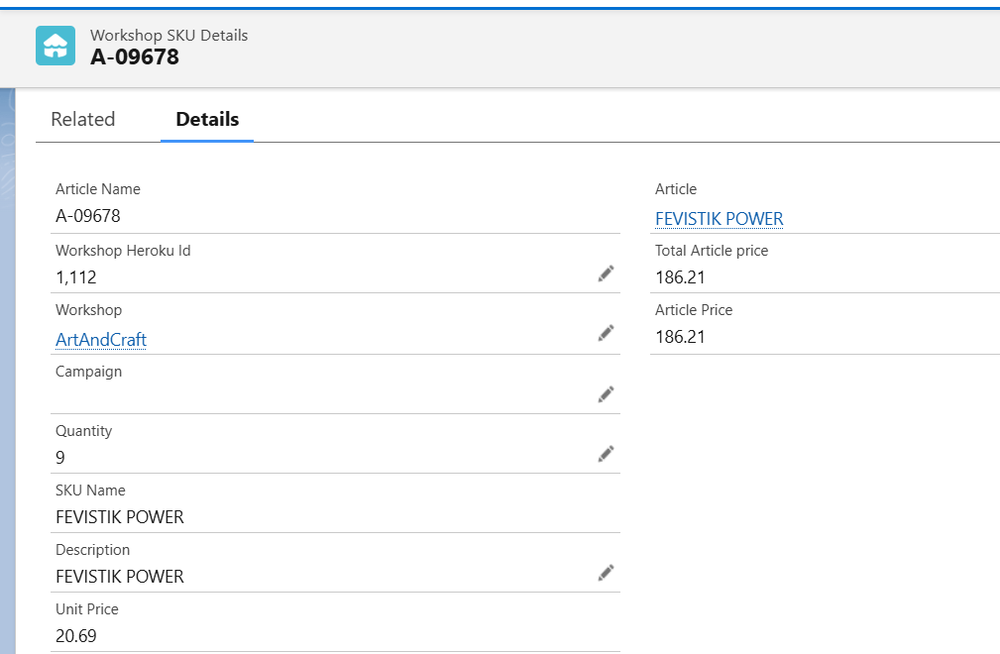 Workshop SKU Details
A-09678
Related
Details
Article Name
A-09678
Article
FEVISTIK POWER
Workshop Heroku Id
1,112
Total Article price
186.21
Workshop
ArtAndCraft
Article Price
186.21
Campaign
Quantity
9
SKU Name
FEVISTIK POWER
Description
FEVISTIK POWER
Unit Price
20.69